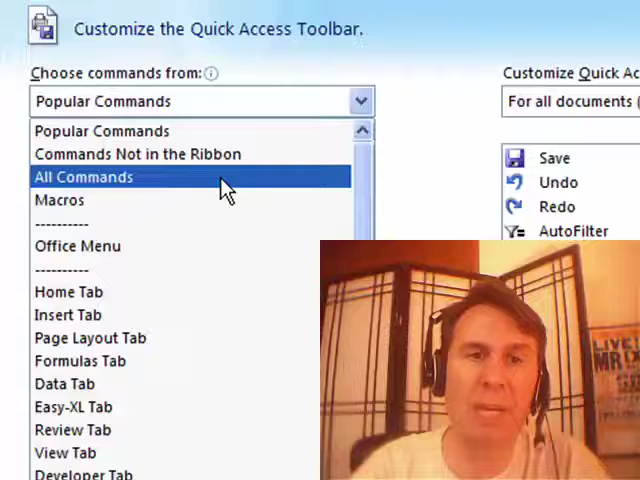 Customize the Quick Access Toolbar.
Choose commands from:
Customize Quick Ac
Popular Commands
For all documents (
Popular Commands
Commands Not in the Ribbon
All Commands
Macros
----------
Office Menu
----------
Home Tab
Insert Tab
Page Layout Tab
Formulas Tab
Data Tab
Easy-XL Tab
Review Tab
View Tab
Developer Tab
Save
Undo
Redo
AutoFilter
LIVE!